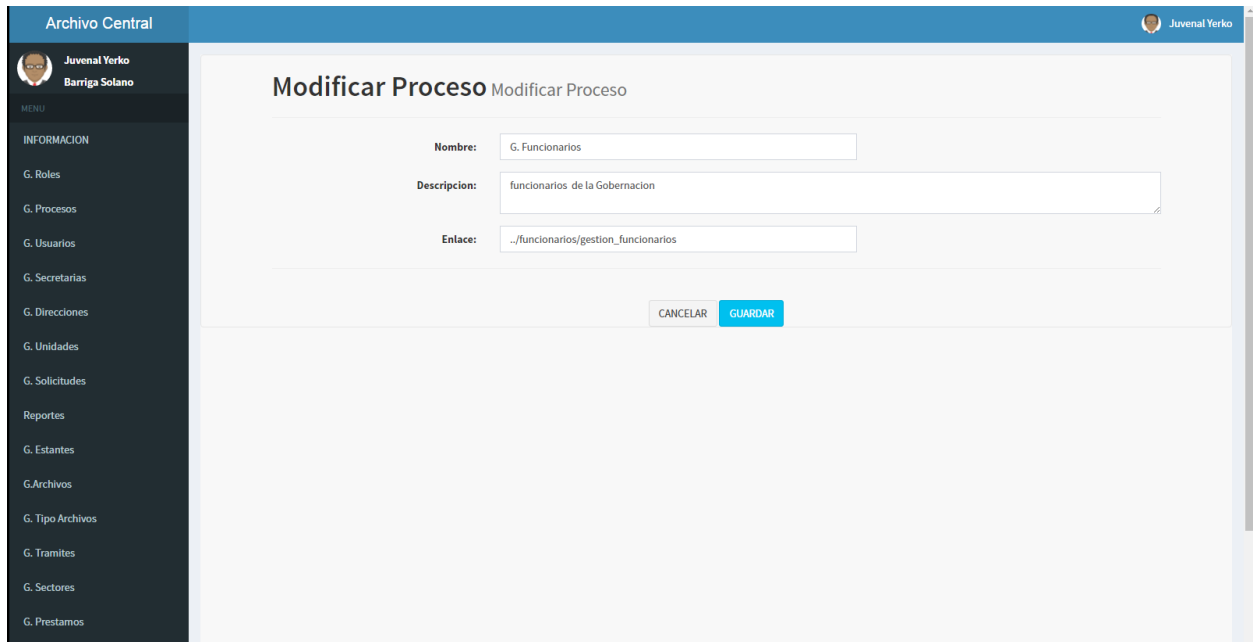 Archivo Central
Juvenal Yerko
Juvenal Yerko
Barriga Solano
MENU
INFORMACION
G. Roles
G. Procesos
G. Usuarios
G. Secretarias
G. Direcciones
G. Unidades
G. Solicitudes
Reportes
G. Estantes
G.Archivos
G. Tipo Archivos
G. Tramites
G. Sectores
G. Prestamos
Modificar Proceso Modificar Proceso
Nombre: G. Funcionarios
Descripcion: funcionarios de la Gobernacion
Enlace: ../funcionarios/gestion_funcionarios
CANCELAR GUARDAR